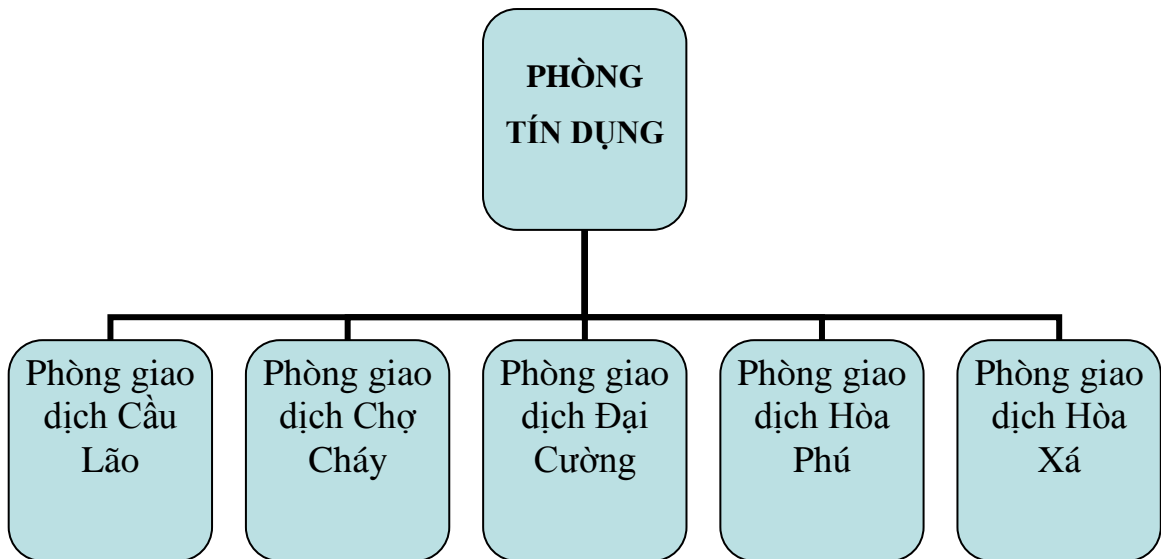 PHÒNG
TÍN DỤNG
Phòng giao
dịch Cầu
Lão
Phòng giao
dịch Chợ
Cháy
Phòng giao
dịch Đại
Cường
Phòng giao
dịch Hòa
Phú
Phòng giao
dịch Hòa
Xá